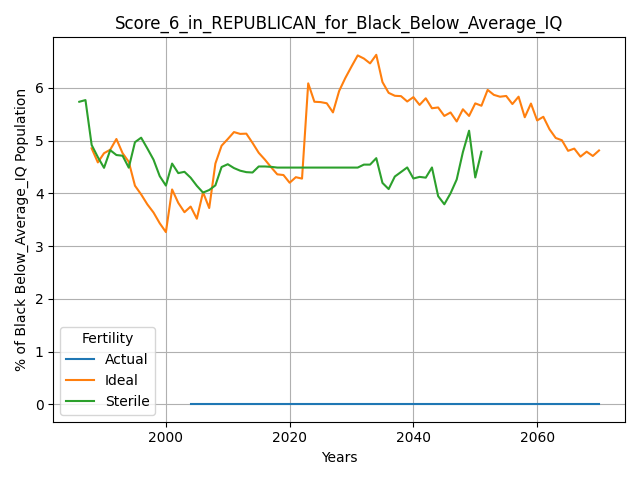 Score_6_in_REPUBLICAN_for_Black_Below_Average_IQ
% of Black Below_Average_IQ Population
6
5
4
3
2
1
0
Fertility
Actual
Ideal
Sterile
2000
2020
2040
2060
Years